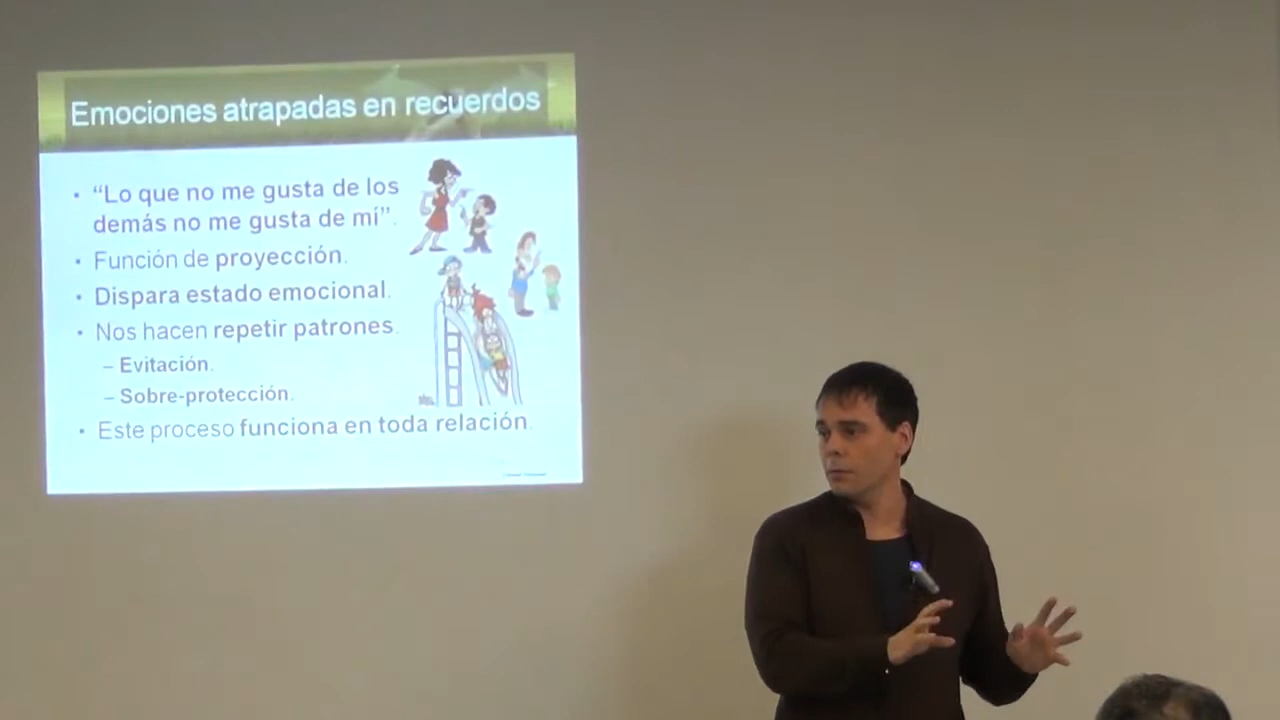 Emociones atrapadas en recuerdos
• “Lo que no me gusta de los
demás no me gusta de mí”.
• Función de proyección.
• Dispara estado emocional.
• Nos hacen repetir patrones.
– Evitación.
– Sobre-protección.
• Este proceso funciona en toda relación.